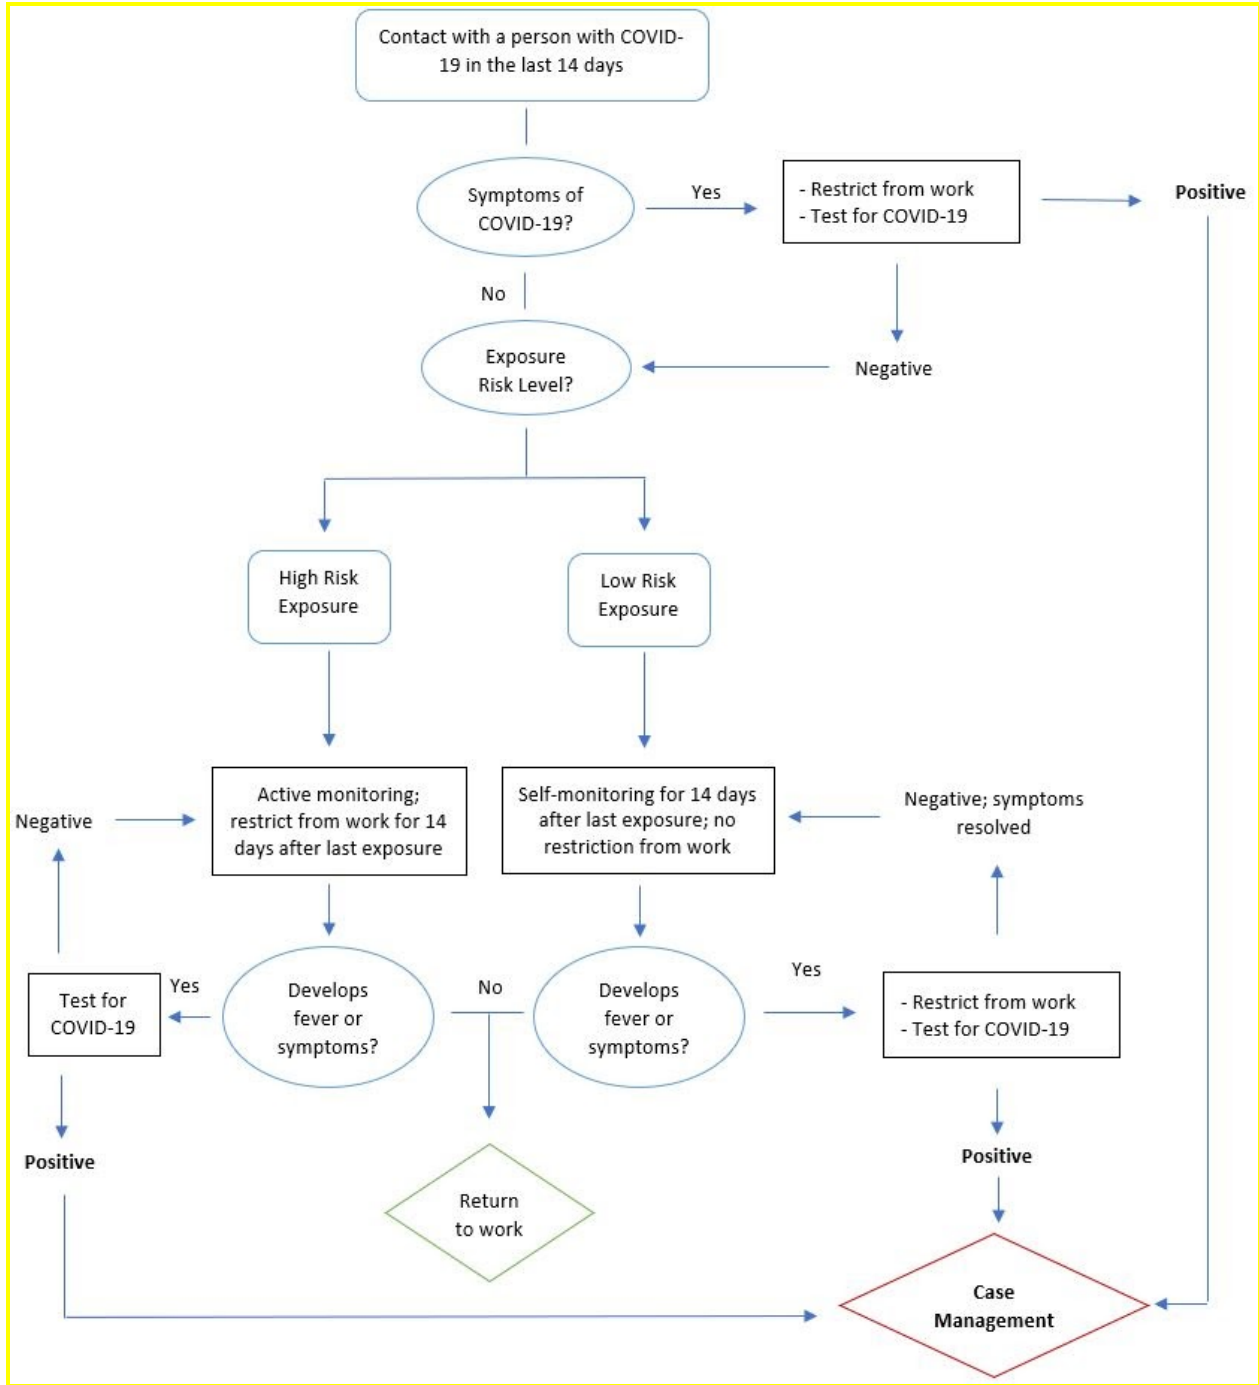 Contact with a person with COVID-
19 in the last 14 days
Symptoms of
COVID-19?
Yes
- Restrict from work
- Test for COVID-19
Positive
No
Exposure
Risk Level?
Negative
High Risk
Exposure
Low Risk
Exposure
Negative
Active monitoring;
restrict from work for 14
days after last exposure
Self-monitoring for 14 days
after last exposure; no
restriction from work
Negative; symptoms
resolved
Test for
COVID-19
Yes
Develops
fever or
symptoms?
No
Develops
fever or
symptoms?
Yes
- Restrict from work
- Test for COVID-19
Positive
Return
to work
Positive
Case
Management